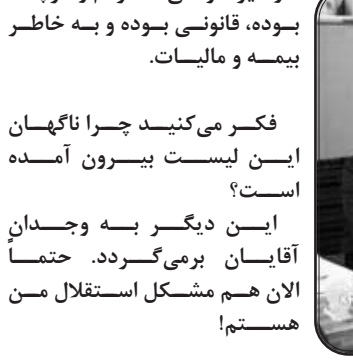 بوده، قانونی بوده و به خاطر
بیمه و مالیات.
فکر می‌کنید چرا ناگهان
این لیست بیرون آمده
است؟
این دیگر به وجدان
آقایان برمی‌گردد. حتماً
الان هم مشکل استقلال من
هستم!